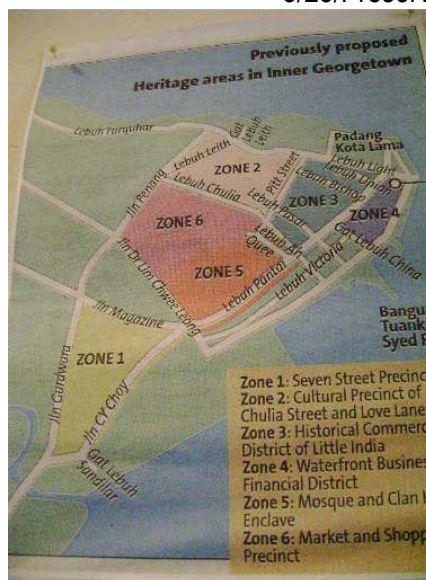 Previously proposed
Heritage areas in Inner Georgetown
Lebuh Farquhar
Lebuh Leith
Gat
Lebuh
Leith
Padang
Kota Lama
Lebuh Light
Lebuh Union
Lebuh Bishop
Pitt Street
ZONE 2
Lebuh Chulia
Lebuh Pasar
ZONE 3
ZONE 4
Jln Penang
ZONE 6
Lebuh Ah
Quee
Gat Lebuh China
Lebuh Pantai
Lebuh Victoria
ZONE 5
Jln Dr Lim Chwee Leong
Jln Magazine
ZONE 1
Jln Gurdwara
Jln CY Choy
Gat Lebuh
Sandilar
Bangu
Tuank
Syed
Zone 1: Seven Street Precinc
Zone 2: Cultural Precinct of
Chulia Street and Love Lane
Zone 3: Historical Commerc
District of Little India
Zone 4: Waterfront Busines
Financial District
Zone 5: Mosque and Clan
Enclave
Zone 6: Market and Shopp
Precinct